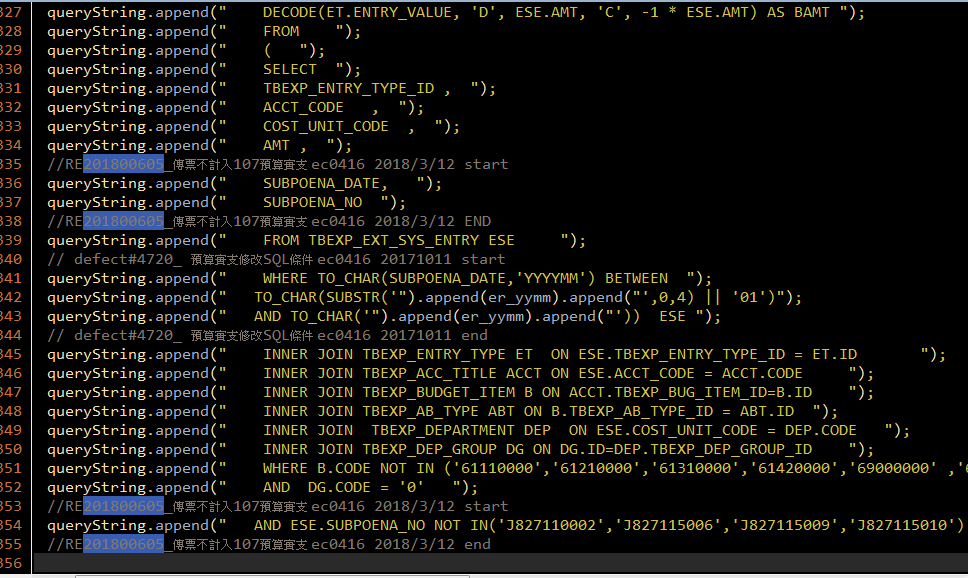 327 queryString.append("    DECODE(ET.ENTRY_VALUE, 'D', ESE.AMT, 'C', -1 * ESE.AMT) AS BAMT ");
328 queryString.append("    FROM    ");
329 queryString.append("    (   ");
330 queryString.append("    SELECT  ");
331 queryString.append("    TBEXP_ENTRY_TYPE_ID ,  ");
332 queryString.append("    ACCT_CODE   ,  ");
333 queryString.append("    COST_UNIT_CODE  ,  ");
334 queryString.append("    AMT ,  ");
335 //RE201800605_傳票不計入107預算實支 ec0416 2018/3/12 start
336 queryString.append("    SUBPOENA_DATE,   ");
337 queryString.append("    SUBPOENA_NO  ");
338 //RE201800605_傳票不計入107預算實支 ec0416 2018/3/12 END
339 queryString.append("    FROM TBEXP_EXT_SYS_ENTRY ESE     ");
340 // defect#4720_ 預算實支修改SQL條件 ec0416 20171011 start
341 queryString.append("    WHERE TO_CHAR(SUBPOENA_DATE,'YYYYMM') BETWEEN  ");
342 queryString.append("   TO_CHAR(SUBSTR('").append(er_yymm).append("',0,4) || '01')");
343 queryString.append("   AND TO_CHAR('").append(er_yymm).append("'))  ESE ");
344 // defect#4720_ 預算實支修改SQL條件 ec0416 20171011 end
345 queryString.append("    INNER JOIN TBEXP_ENTRY_TYPE ET  ON ESE.TBEXP_ENTRY_TYPE_ID = ET.ID       ");
346 queryString.append("    INNER JOIN TBEXP_ACC_TITLE ACCT ON ESE.ACCT_CODE = ACCT.CODE     ");
347 queryString.append("    INNER JOIN TBEXP_BUDGET_ITEM B ON ACCT.TBEXP_BUG_ITEM_ID=B.ID    ");
348 queryString.append("    INNER JOIN TBEXP_AB_TYPE ABT ON B.TBEXP_AB_TYPE_ID = ABT.ID  ");
349 queryString.append("    INNER JOIN  TBEXP_DEPARTMENT DEP  ON ESE.COST_UNIT_CODE = DEP.CODE   ");
350 queryString.append("    INNER JOIN TBEXP_DEP_GROUP DG ON DG.ID=DEP.TBEXP_DEP_GROUP_ID    ");
351 queryString.append("    WHERE B.CODE NOT IN ('61110000','61210000','61310000','61420000','69000000' ,'6
352 queryString.append("    AND  DG.CODE = '0'   ");
353 //RE201800605_傳票不計入107預算實支 ec0416 2018/3/12 start
354 queryString.append("   AND ESE.SUBPOENA_NO NOT IN('J827110002','J827115006','J827115009','J827115010')
355 //RE201800605_傳票不計入107預算實支 ec0416 2018/3/12 end
356